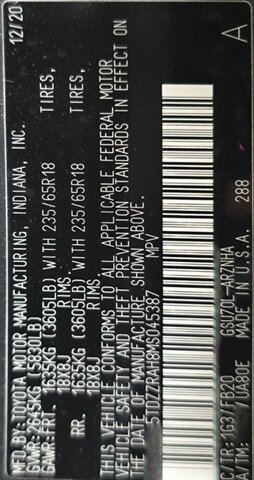 MFD.BY: TOYOTA MOTOR MANUFACTURING, INDIANA, INC. 12/20
GVWR: 2645KG (5830LB)
GAWR: FR. 1635KG (3605LB) WITH 235/65R18 TIRES,
18X8J RIMS
RR. 1635KG (3605LB) WITH 235/65R18 TIRES,
18X8J RIMS
THIS VEHICLE CONFORMS TO ALL APPLICABLE FEDERAL MOTOR
VEHICLE SAFETY AND THEFT PREVENTION STANDARDS IN EFFECT ON
THE DATE OF MANUFACTURE SHOWN ABOVE.
5TDZZRAH8MS045387 MPV
C/TR: 1G3/FB20 GSU70L-ARZNHA A
1UA80E U.S.A. 288